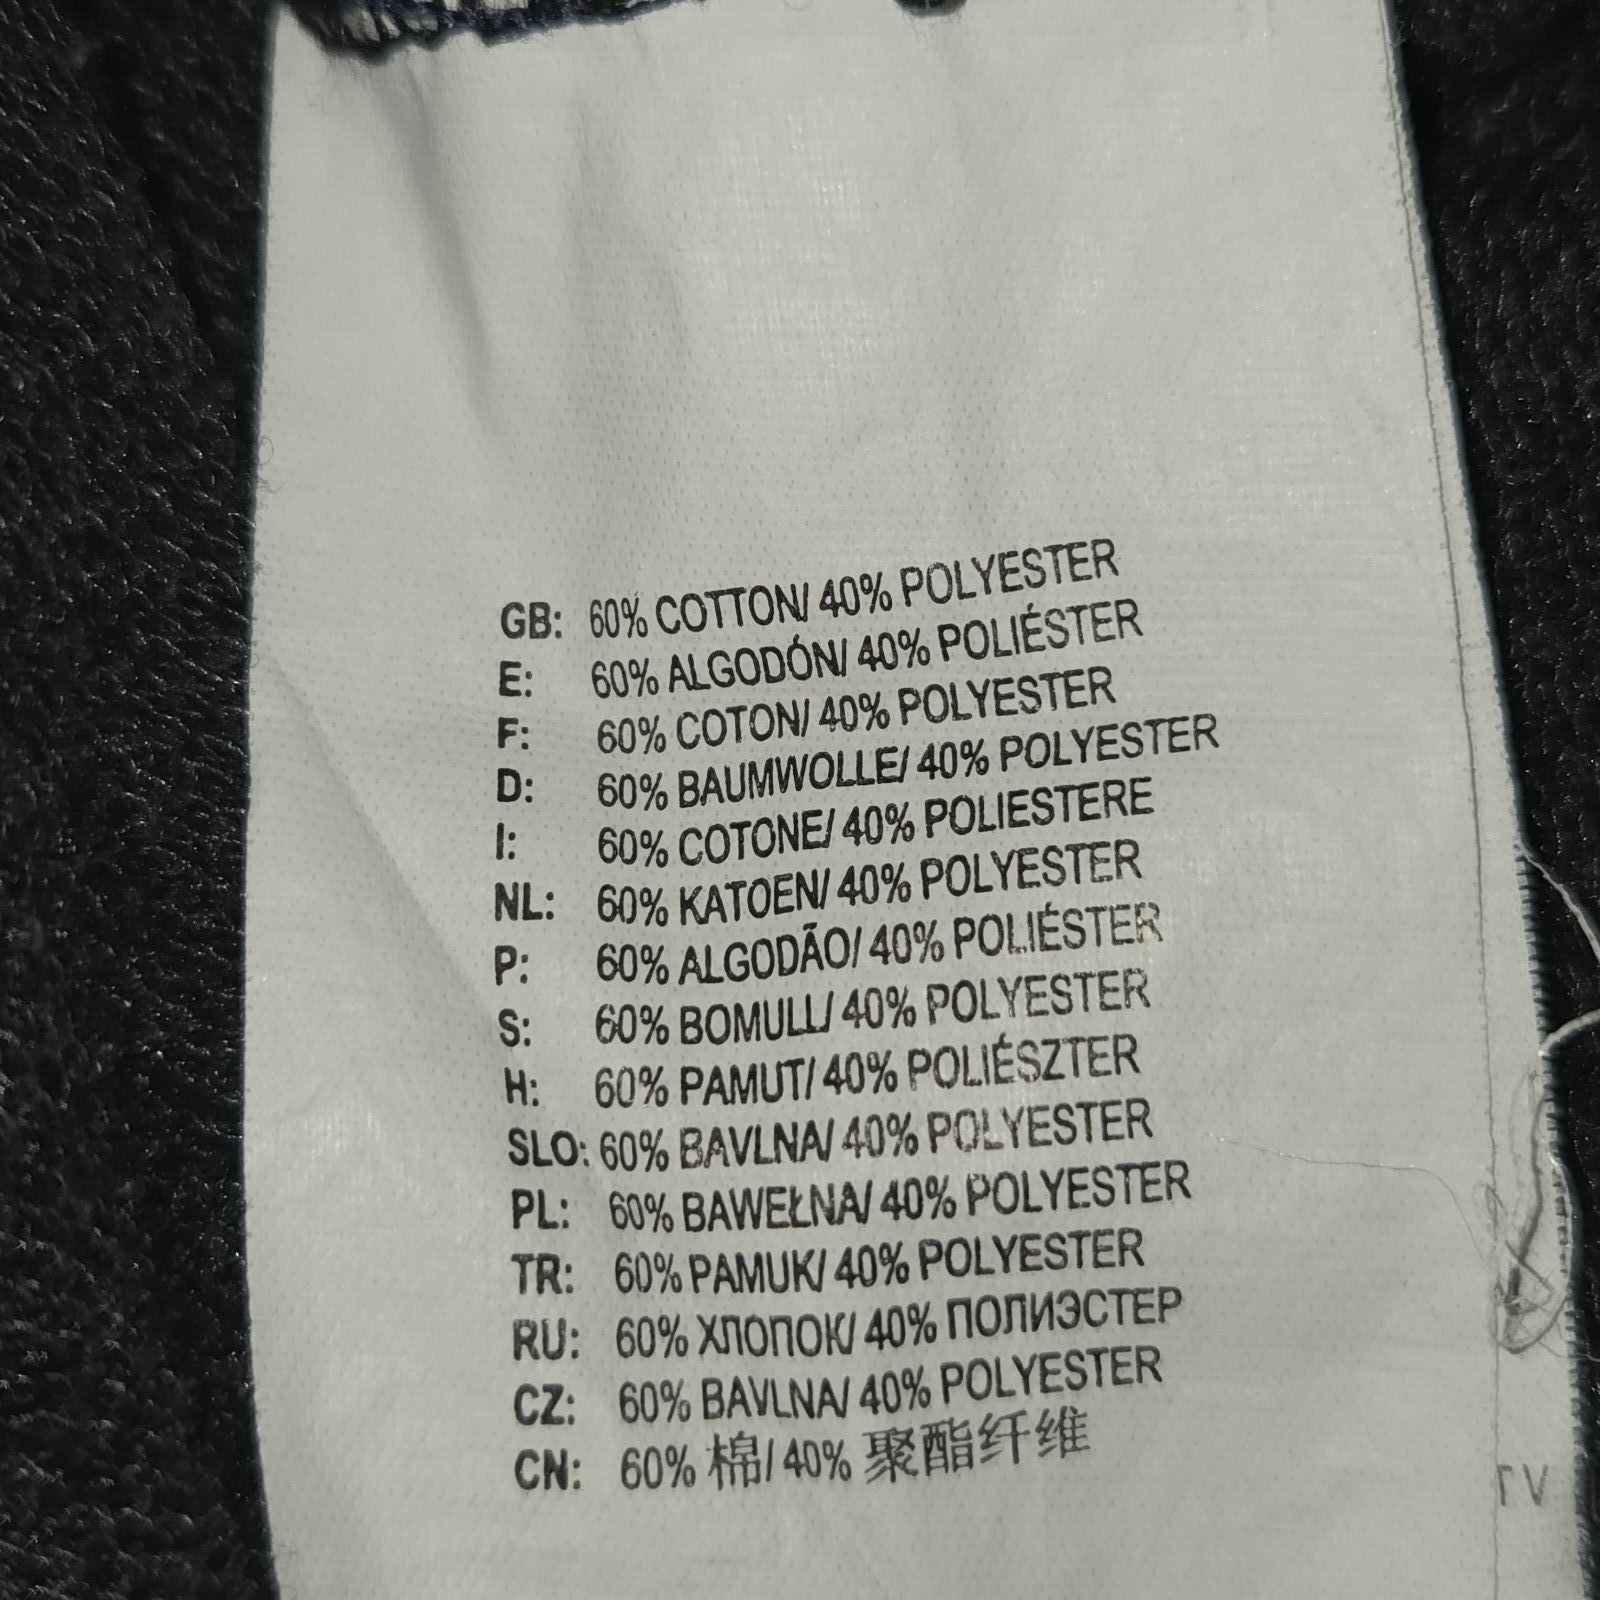 GB: 60% COTTON/ 40% POLYESTER
E: 60% ALGODÓN/ 40% POLIÉSTER
F: 60% COTON/ 40% POLYESTER
D: 60% BAUMWOLLE/ 40% POLYESTER
I: 60% COTONE/ 40% POLIESTERE
NL: 60% KATOEN/ 40% POLYESTER
P: 60% ALGODÃO/ 40% POLIÉSTER
S: 60% BOMULL/ 40% POLYESTER
H: 60% PAMUT/ 40% POLIÉSZTER
SLO: 60% BAVLNA/ 40% POLYESTER
PL: 60% BAWEŁNA/ 40% POLYESTER
TR: 60% PAMUK/ 40% POLYESTER
RU: 60% ХЛОПОК/ 40% ПОЛИЭСТЕР
CZ: 60% BAVLNA/ 40% POLYESTER
CN: 60% 棉/ 40% 聚酯纤维